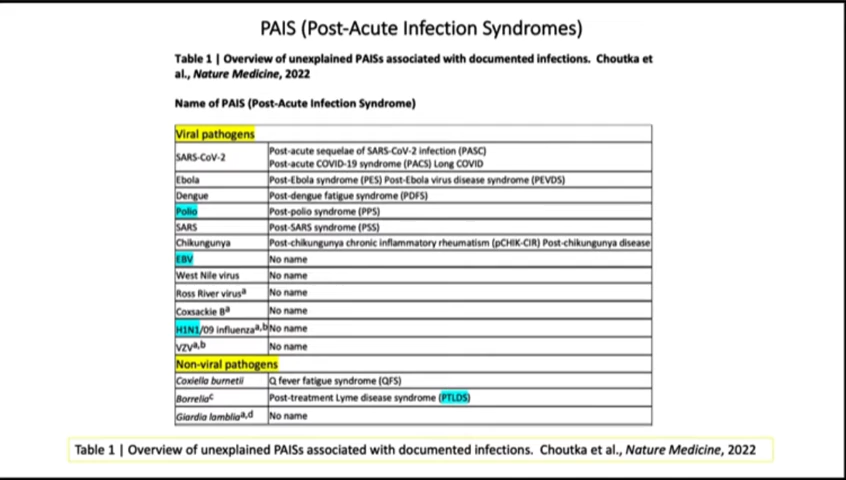 PAIS (Post-Acute Infection Syndromes)
Table 1 | Overview of unexplained PAISs associated with documented infections. Choutka et
al., Nature Medicine, 2022
Name of PAIS (Post-Acute Infection Syndrome)
Viral pathogens
SARS-CoV-2 Post-acute sequelae of SARS-CoV-2 infection (PASC)
Post-acute COVID-19 syndrome (PACS) Long COVID
Ebola Post-Ebola syndrome (PES) Post-Ebola virus disease syndrome (PEVDS)
Dengue Post-dengue fatigue syndrome (PDFS)
Polio Post-polio syndrome (PPS)
SARS Post-SARS syndrome (PSS)
Chikungunya Post-chikungunya chronic inflammatory rheumatism (pCHIK-CIR) Post-chikungunya disease
EBV No name
West Nile virus No name
Ross River virusᵃ No name
Coxsackie Bᵃ No name
H1N1/09 influenzaᵃ,ᵇ No name
VZVᵃ,ᵇ No name
Non-viral pathogens
Coxiella burnetii Q fever fatigue syndrome (QFS)
Borreliaᶜ Post-treatment Lyme disease syndrome (PTLDS)
Giardia lambliaᵃ,ᵈ No name
Table 1 | Overview of unexplained PAISs associated with documented infections. Choutka et al., Nature Medicine, 2022